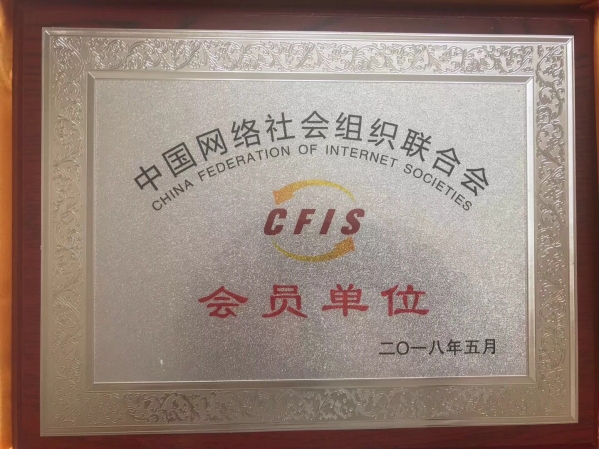 中国网络社会组织联合会
CHINA FEDERATION OF INTERNET SOCIETIES
CFIS
会员单位
二〇一八年五月